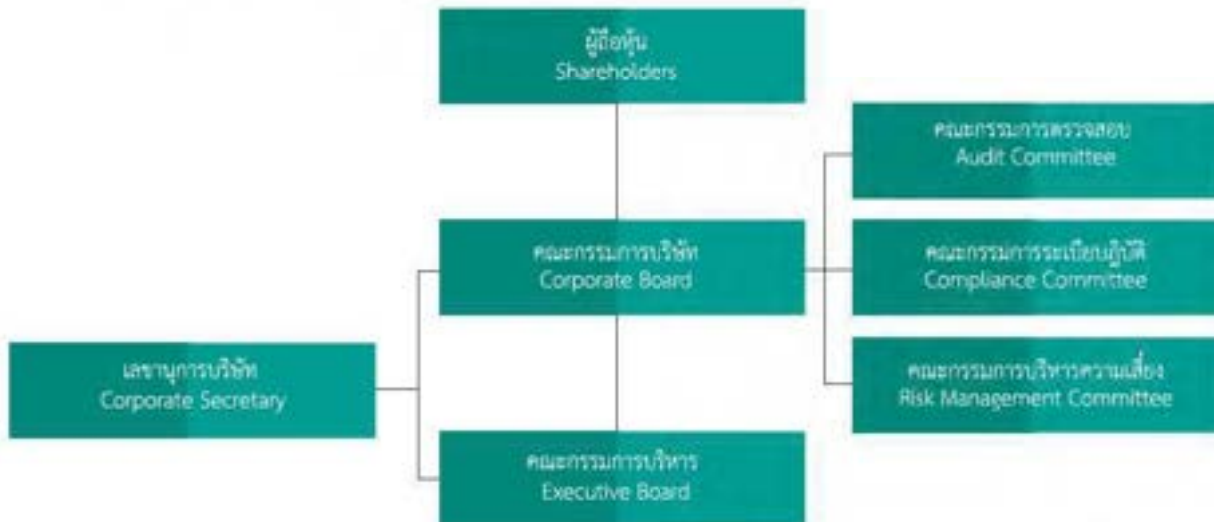 ผู้ถือหุ้น
Shareholders
คณะกรรมการตรวจสอบ
Audit Committee
คณะกรรมการบริษัท
Corporate Board
คณะกรรมการระเบียบปฏิบัติ
Compliance Committee
เลขานุการบริษัท
Corporate Secretary
คณะกรรมการบริหารความเสี่ยง
Risk Management Committee
คณะกรรมการบริหาร
Executive Board